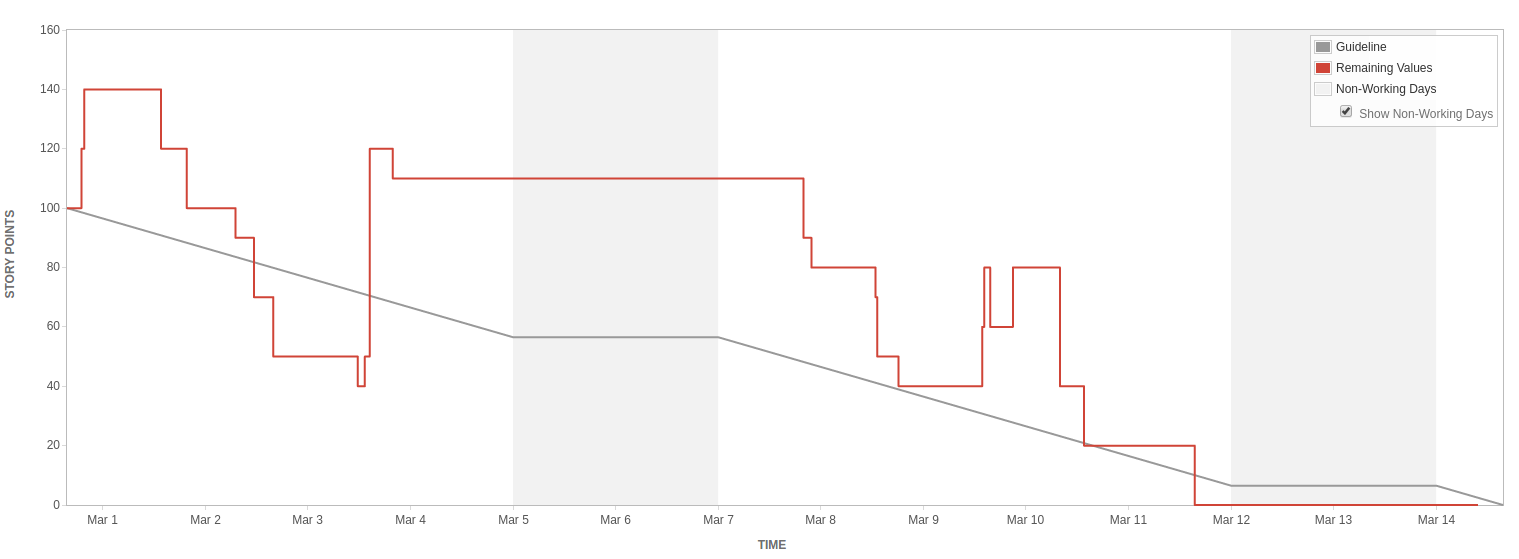 160
140
120
100
80
60
40
20
0
STORY POINTS
Guideline
Remaining Values
Non-Working Days
Show Non-Working Days
Mar 1 Mar 2 Mar 3 Mar 4 Mar 5 Mar 6 Mar 7 Mar 8 Mar 9 Mar 10 Mar 11 Mar 12 Mar 13 Mar 14
TIME